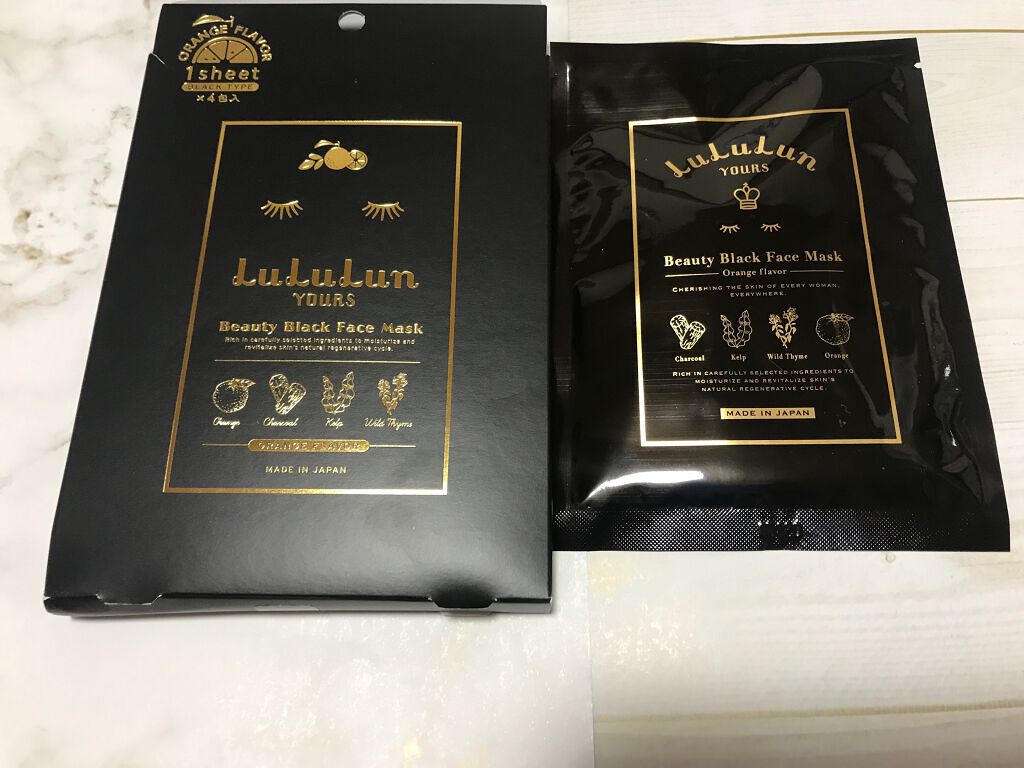 ORANGE FLAVOR
1sheet
BLACK TYPE
×4包入
LuLuLun
YOURS
Beauty Black Face Mask
Rich in carefully selected ingredients to moisturize and
revitalize skin's natural regenerative cycle.
Orange Charcoal Kelp Wild Thyme
ORANGE FLAVOR
MADE IN JAPAN
LuLuLun
YOURS
Beauty Black Face Mask
Orange flavor
CHERISHING THE SKIN OF EVERY WOMAN,
EVERYWHERE.
Charcoal Kelp Wild Thyme Orange
RICH IN CAREFULLY SELECTED INGREDIENTS TO
MOISTURIZE AND REVITALIZE SKIN'S
NATURAL REGENERATIVE CYCLE.
MADE IN JAPAN